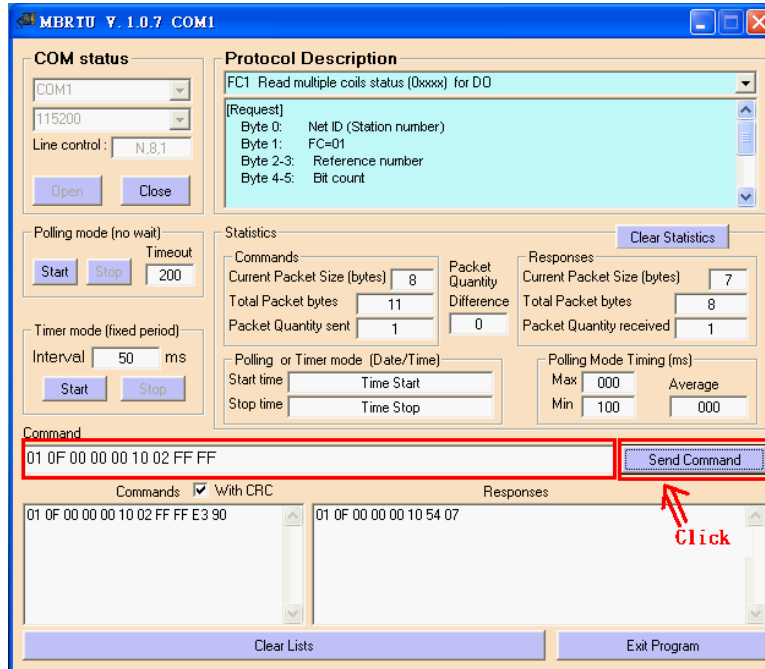 MBRTU V. 1.0.7 COM1
COM status
COM1
115200
Line control : N,8,1
Open Close
Protocol Description
FC1 Read multiple coils status (0xxxx) for DO
[Request]
Byte 0: Net ID (Station number)
Byte 1: FC=01
Byte 2-3: Reference number
Byte 4-5: Bit count
Polling mode (no wait)
Timeout
Start Stop 200
Timer mode (fixed period)
Interval 50 ms
Start Stop
Statistics
Clear Statistics
Commands
Current Packet Size (bytes) 8
Total Packet bytes 11
Packet Quantity sent 1
Packet
Quantity
Difference
0
Responses
Current Packet Size (bytes) 7
Total Packet bytes 8
Packet Quantity received 1
Polling or Timer mode (Date/Time)
Start time Time Start
Stop time Time Stop
Polling Mode Timing (ms)
Max 000 Average
Min 100 000
Command
01 0F 00 00 00 10 02 FF FF
Send Command
Commands With CRC
Responses
01 0F 00 00 00 10 02 FF FF E3 90
01 0F 00 00 00 10 54 07
Click
Clear Lists
Exit Program